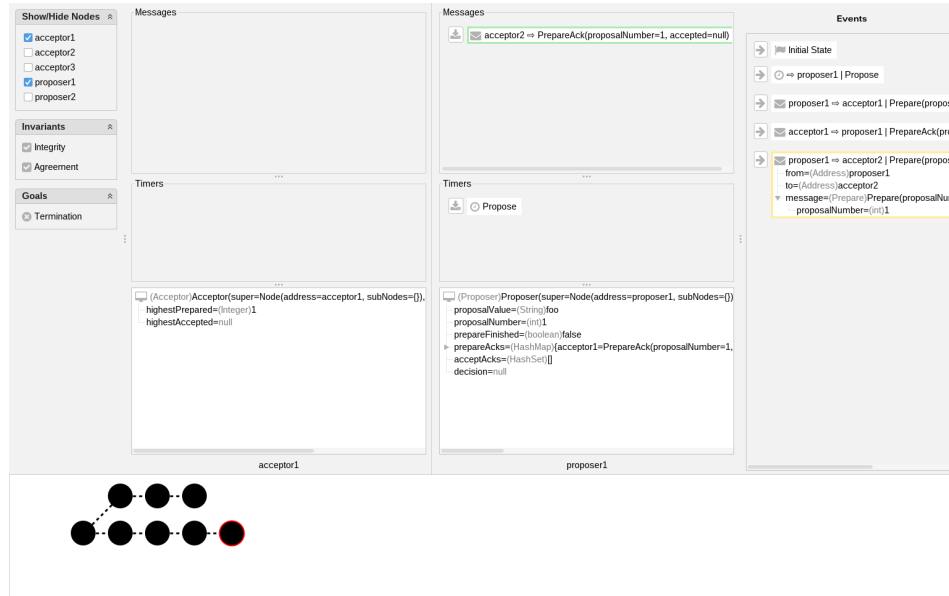 Show/Hide Nodes
acceptor1
acceptor2
acceptor3
proposer1
proposer2
Invariants
Integrity
Agreement
Goals
Termination
Messages
Timers
(Acceptor)Acceptor(super=Node(address=acceptor1, subNodes={}),
highestPrepared=(Integer)1
highestAccepted=null
acceptor1
Messages
acceptor2 ⇨ PrepareAck(proposalNumber=1, accepted=null)
Timers
Propose
(Proposer)Proposer(super=Node(address=proposer1, subNodes={})
proposalValue=(String)foo
proposalNumber=(int)1
prepareFinished=(boolean)false
prepareAcks=(HashMap){acceptor1=PrepareAck(proposalNumber=1,
acceptAcks=(HashSet)[]
decision=null
proposer1
Events
Initial State
⇨ proposer1 | Propose
proposer1 ⇨ acceptor1 | Prepare(propos
acceptor1 ⇨ proposer1 | PrepareAck(pro
proposer1 ⇨ acceptor2 | Prepare(propos
from=(Address)proposer1
to=(Address)acceptor2
message=(Prepare)Prepare(proposalNu
proposalNumber=(int)1